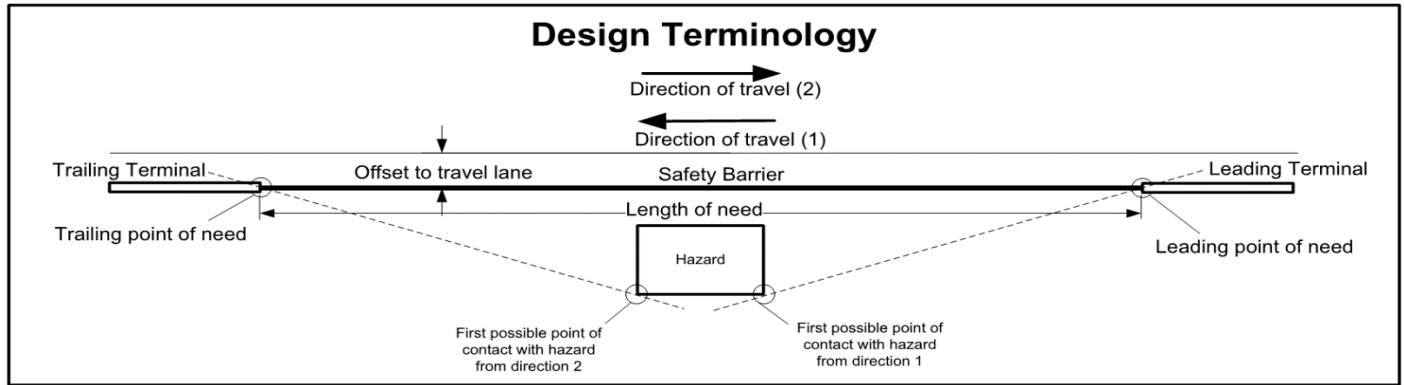 Design Terminology
Direction of travel (2)
Direction of travel (1)
Trailing Terminal
Offset to travel lane
Safety Barrier
Leading Terminal
Length of need
Trailing point of need
Leading point of need
Hazard
First possible point of
contact with hazard
from direction 2
First possible point of
contact with hazard
from direction 1